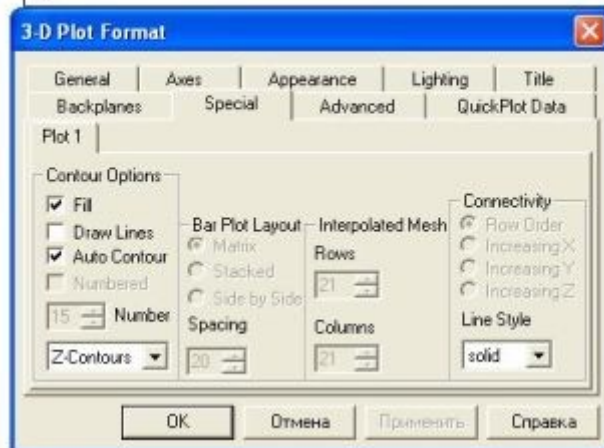 3-D Plot Format
General Axes Appearance Lighting Title
Backplanes Special Advanced QuickPlot Data
Plot 1
Contour Options
Fill
Draw Lines
Auto Contour
Numbered
15 Number
Z-Contours
Bar Plot Layout
Matrix
Stacked
Side by Side
Spacing
20
Interpolated Mesh
Rows
21
Columns
21
Connectivity
Row Order
Increasing X
Increasing Y
Increasing Z
Line Style
solid
OK Отмена Применить Справка